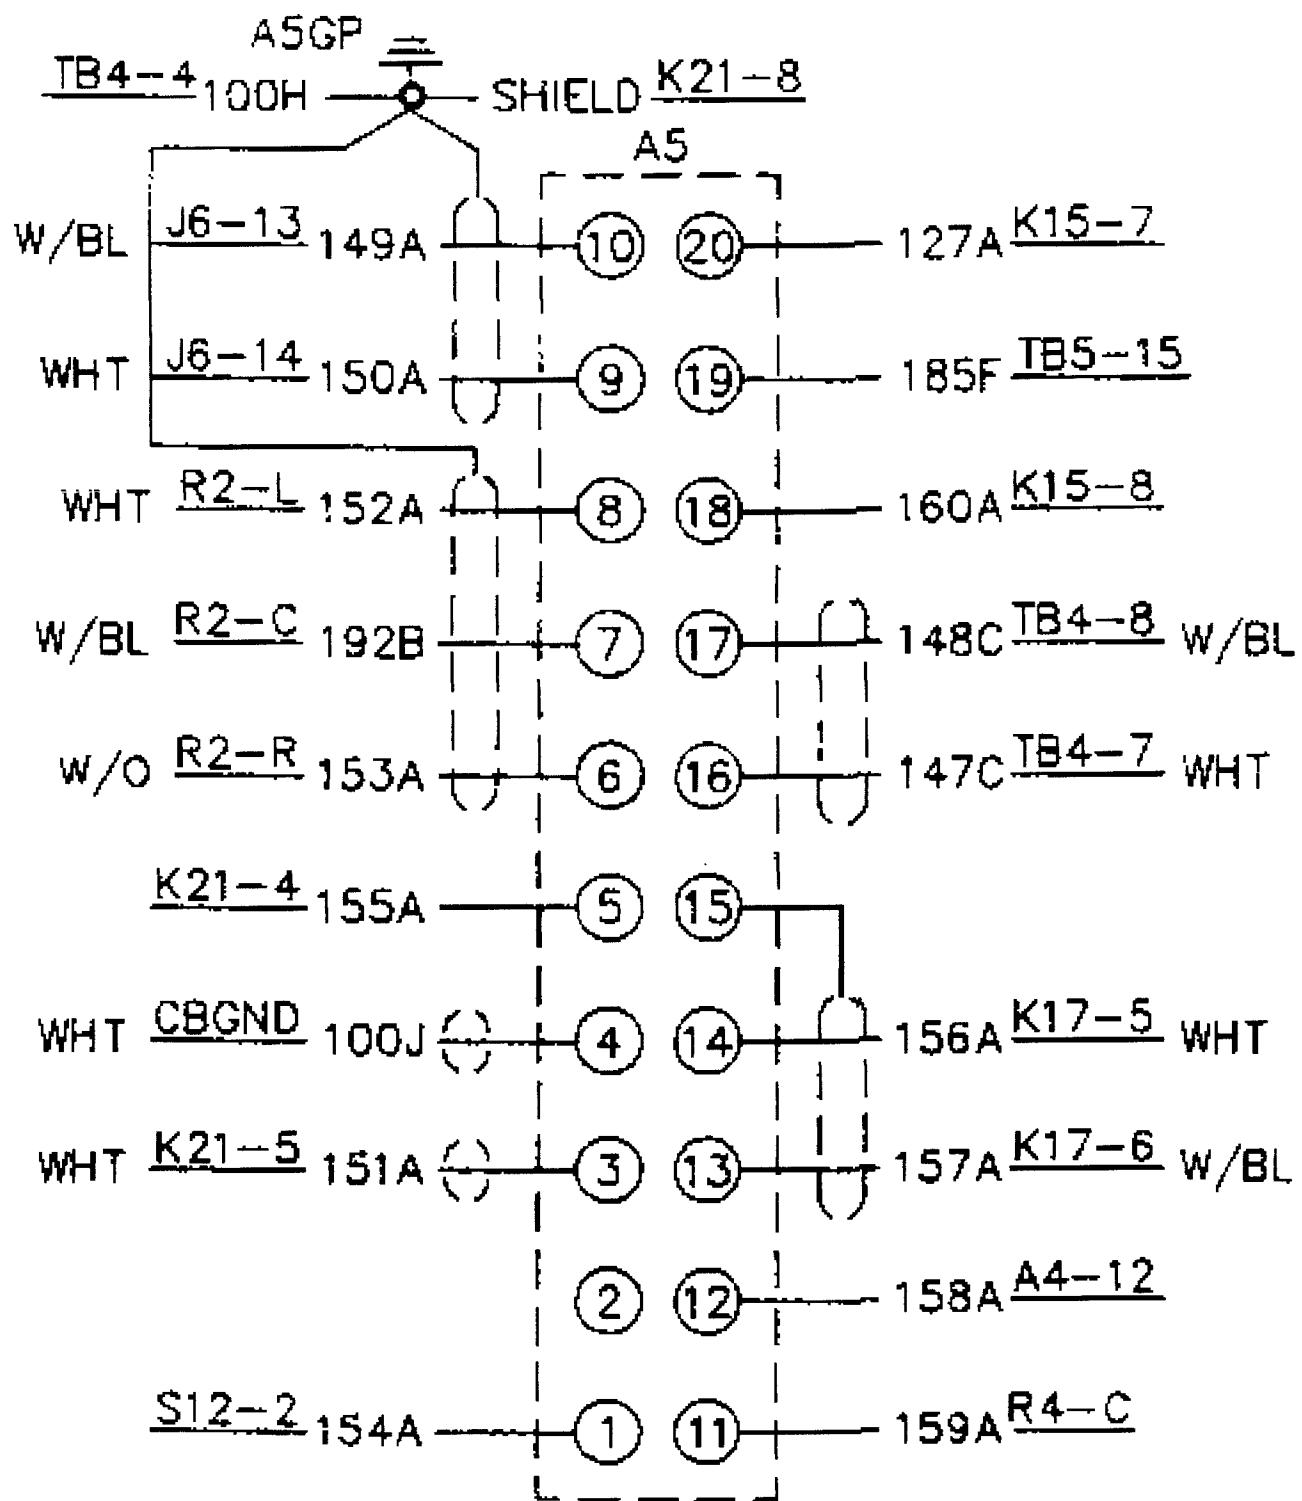 A5GP
TB4-4 100H SHIELD K21-8
A5
W/BL J6-13 149A 10 20 127A K15-7
WHT J6-14 150A 9 19 185F TB5-15
WHT R2-L 152A 8 18 160A K15-8
W/BL R2-C 192B 7 17 148C TB4-8 W/BL
W/O R2-R 153A 6 16 147C TB4-7 WHT
K21-4 155A 5 15
WHT CBGND 100J 4 14 156A K17-5 WHT
WHT K21-5 151A 3 13 157A K17-6 W/BL
2 12 158A A4-12
S12-2 154A 1 11 159A R4-C